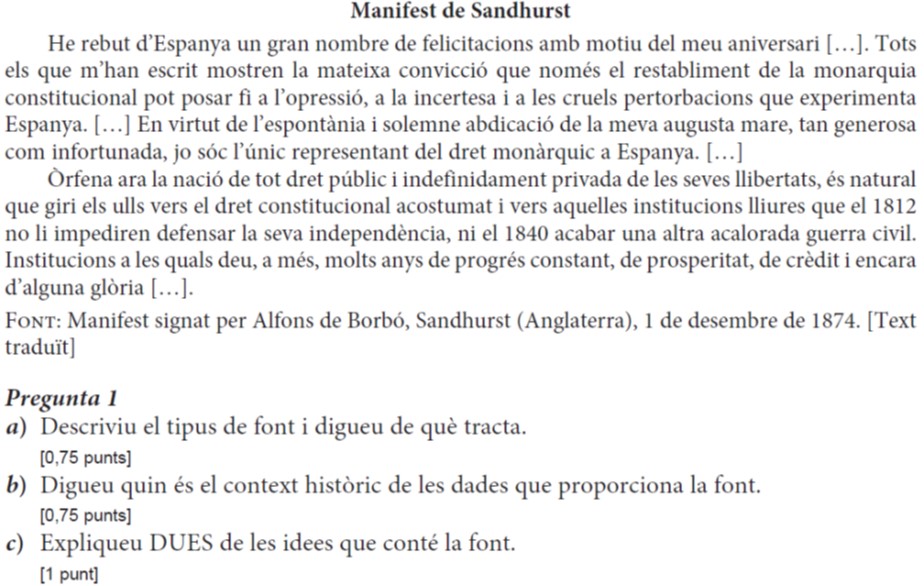 Manifest de Sandhurst
He rebut d’Espanya un gran nombre de felicitacions amb motiu del meu aniversari […]. Tots
els que m’han escrit mostren la mateixa convicció que només el restabliment de la monarquia
constitucional pot posar fi a l’opressió, a la incertesa i a les cruels pertorbacions que experimenta
Espanya. […] En virtut de l’espontània i solemne abdicació de la meva augusta mare, tan generosa
com infortunada, jo sóc l’únic representant del dret monàrquic a Espanya. […]
Òrfena ara la nació de tot dret públic i indefinidament privada de les seves llibertats, és natural
que giri els ulls vers el dret constitucional acostumat i vers aquelles institucions lliures que el 1812
no li impediren defensar la seva independència, ni el 1840 acabar una altra acalorada guerra civil.
Institucions a les quals deu, a més, molts anys de progrés constant, de prosperitat, de crèdit i encara
d’alguna glòria […].
FONT: Manifest signat per Alfons de Borbó, Sandhurst (Anglaterra), 1 de desembre de 1874. [Text
traduït]
Pregunta 1
a) Descriviu el tipus de font i digueu de què tracta.
[0,75 punts]
b) Digueu quin és el context històric de les dades que proporciona la font.
[0,75 punts]
c) Expliqueu DUES de les idees que conté la font.
[1 punt]